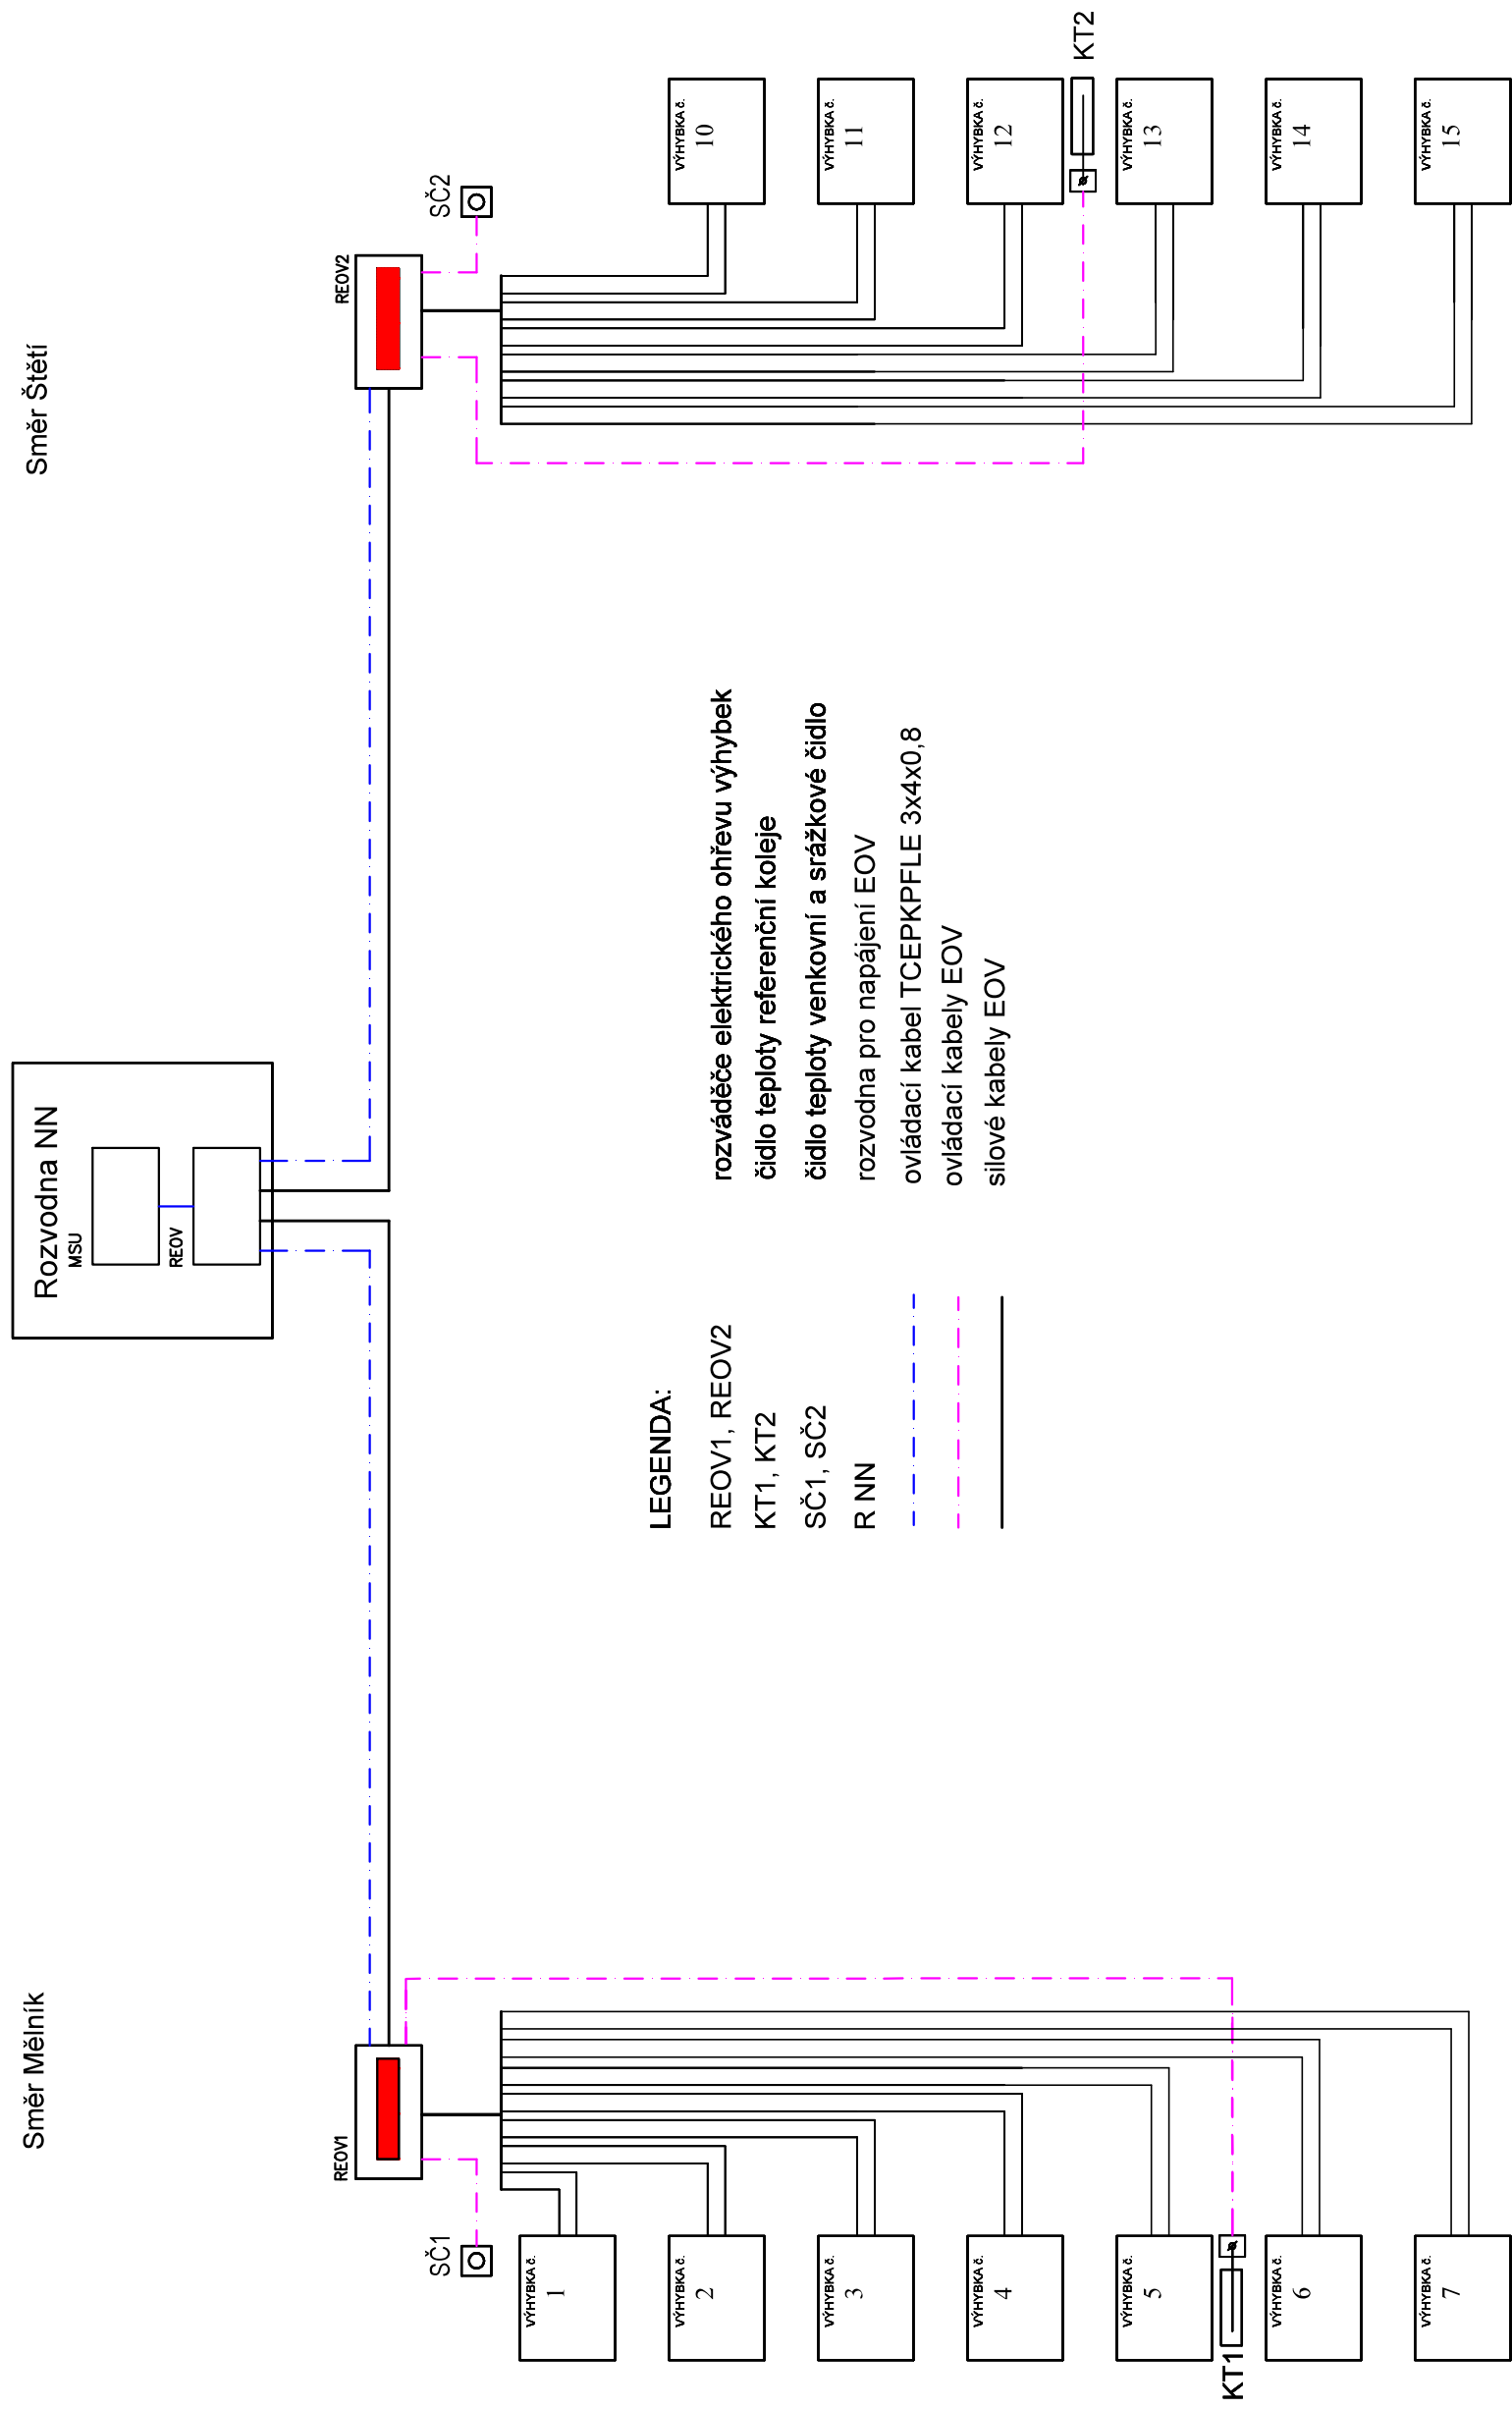 Směr Mělník
Rozvodna NN
Směr Štětí
MSU
REOV
REOV1
REOV2
SČ1
SČ2
VÝHYBKA č.
1
VÝHYBKA č.
2
VÝHYBKA č.
3
VÝHYBKA č.
4
VÝHYBKA č.
5
KT1
VÝHYBKA č.
6
VÝHYBKA č.
7
LEGENDA:
REOV1, REOV2 rozváděče elektrického ohřevu výhybek
KT1, KT2 čidlo teploty referenční koleje
SČ1, SČ2 čidlo teploty venkovní a srážkové čidlo
R NN rozvodna pro napájení EOV
ovládací kabel TCEPKPFLE 3x4x0,8
ovládací kabely EOV
silové kabely EOV
VÝHYBKA č.
10
VÝHYBKA č.
11
VÝHYBKA č.
12
KT2
VÝHYBKA č.
13
VÝHYBKA č.
14
VÝHYBKA č.
15